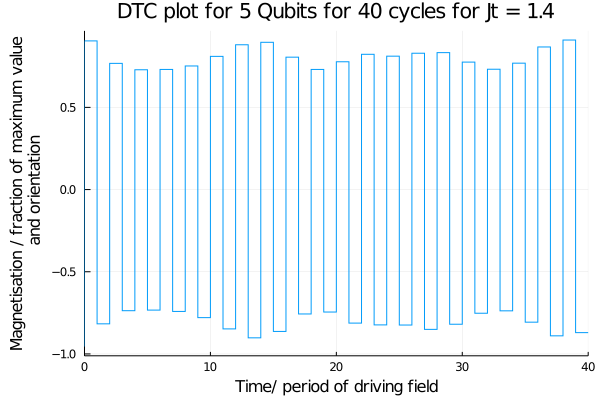 DTC plot for 5 Qubits for 40 cycles for Jt = 1.4
Magnetisation / fraction of maximum value
and orientation
0.5
0.0
−0.5
−1.0
0
10
20
30
40
Time/ period of driving field